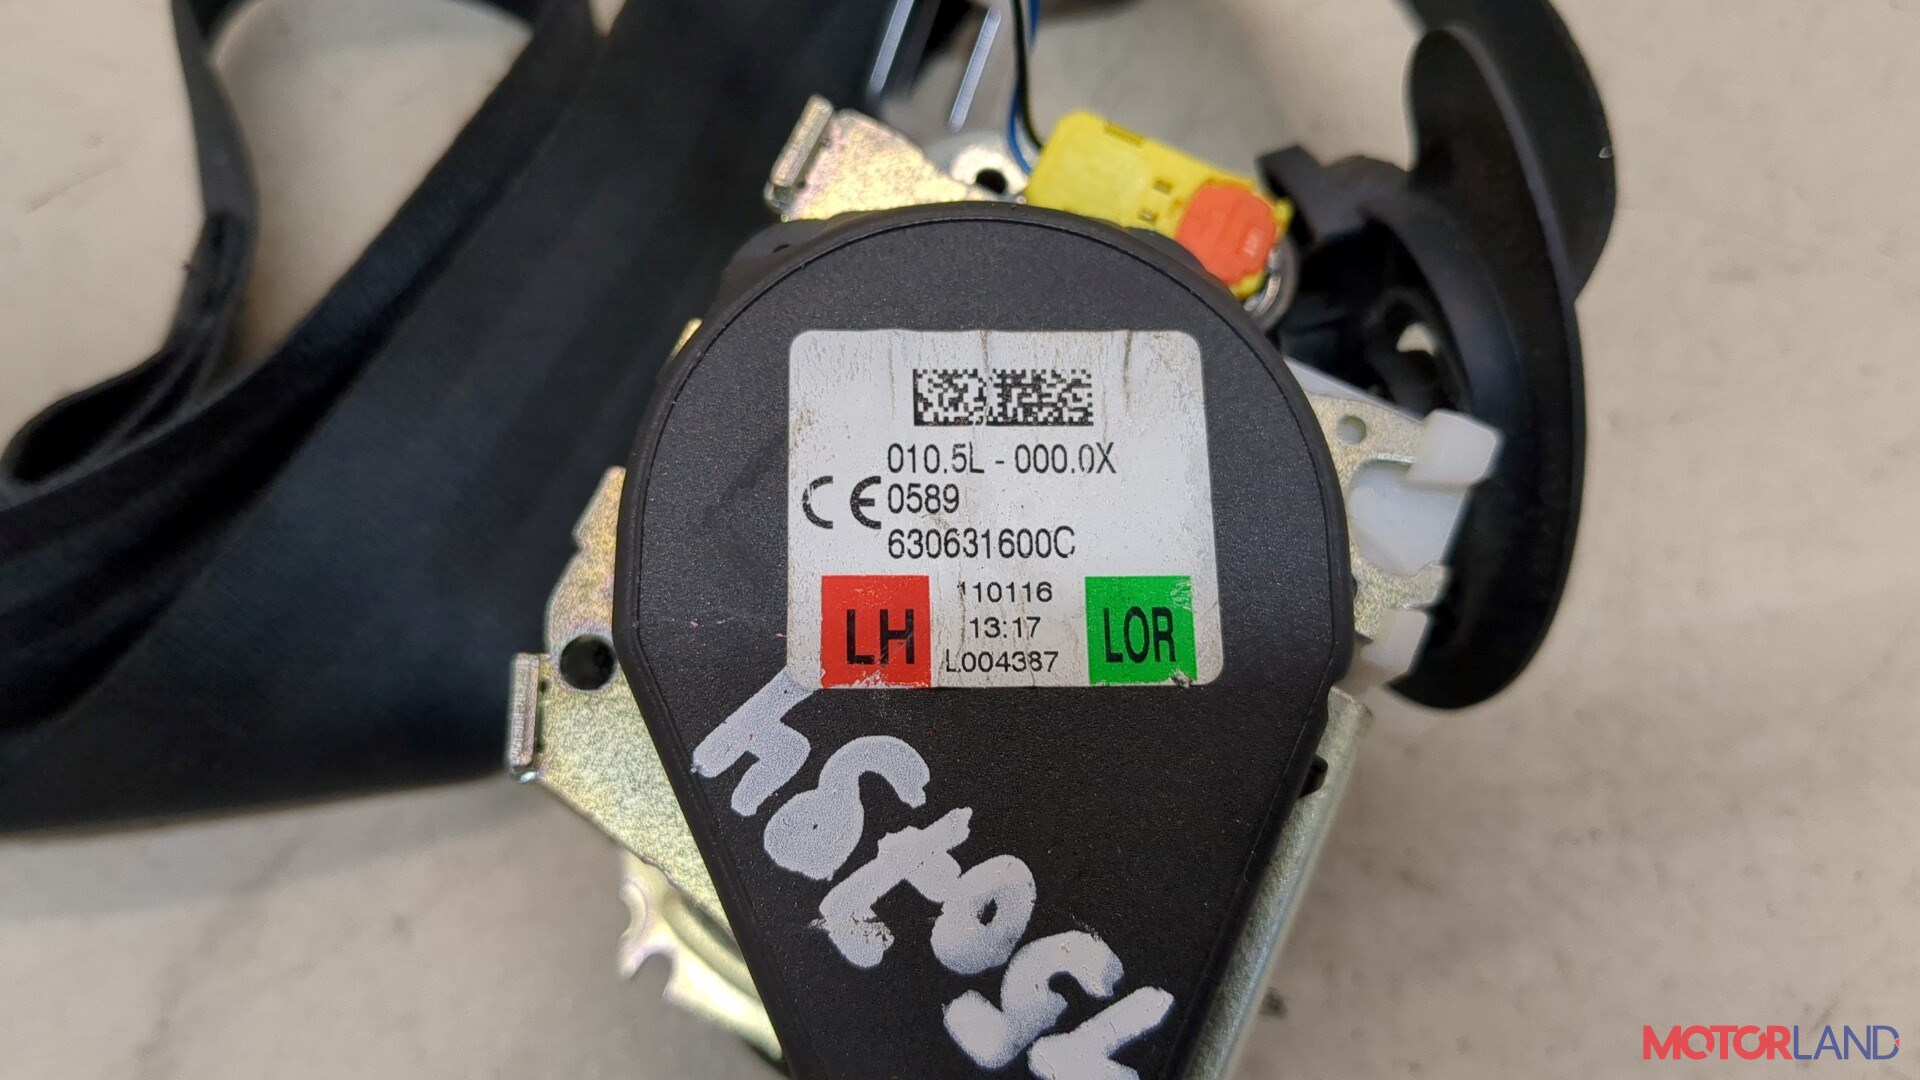 010.5L - 000.0X
CE 0589
630631600C
LH
110116
13:17
L004387
LOR
MOTORLAND